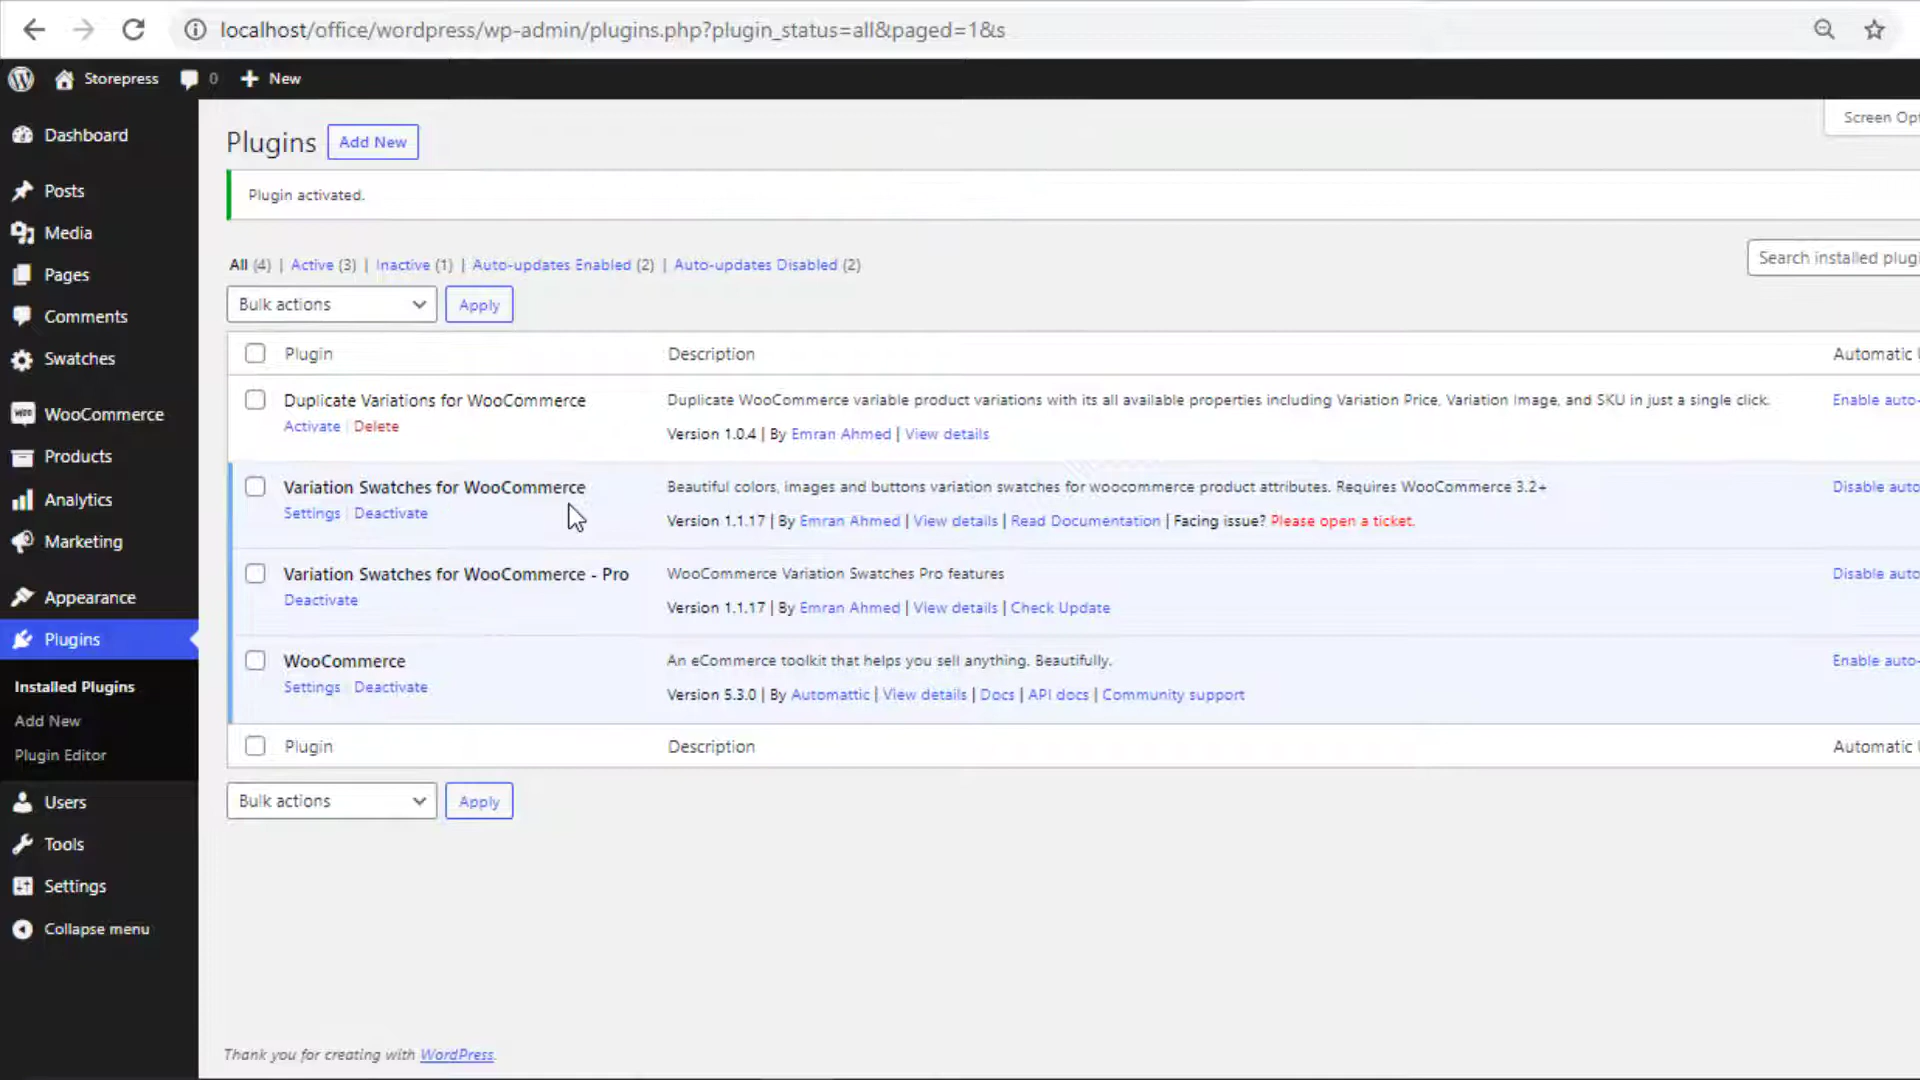 localhost/office/wordpress/wp-admin/plugins.php?plugin_status=all&paged=1&s
Storepress 0 New
Dashboard
Posts
Media
Pages
Comments
Swatches
WooCommerce
Products
Analytics
Marketing
Appearance
Plugins
Installed Plugins
Add New
Plugin Editor
Users
Tools
Settings
Collapse menu
Screen Opt
Plugins Add New
Plugin activated.
All (4) | Active (3) | Inactive (1) | Auto-updates Enabled (2) | Auto-updates Disabled (2)
Search installed plugi
Bulk actions Apply
Plugin Description Automatic U
Duplicate Variations for WooCommerce
Activate | Delete
Duplicate WooCommerce variable product variations with its all available properties including Variation Price, Variation Image, and SKU in just a single click.
Version 1.0.4 | By Emran Ahmed | View details
Enable auto-
Variation Swatches for WooCommerce
Settings | Deactivate
Beautiful colors, images and buttons variation swatches for woocommerce product attributes. Requires WooCommerce 3.2+
Version 1.1.17 | By Emran Ahmed | View details | Read Documentation | Facing issue? Please open a ticket.
Disable auto
Variation Swatches for WooCommerce - Pro
Deactivate
WooCommerce Variation Swatches Pro features
Version 1.1.17 | By Emran Ahmed | View details | Check Update
Disable auto
WooCommerce
Settings | Deactivate
An eCommerce toolkit that helps you sell anything. Beautifully.
Version 5.3.0 | By Automattic | View details | Docs | API docs | Community support
Enable auto-
Plugin Description Automatic U
Bulk actions Apply
Thank you for creating with WordPress.